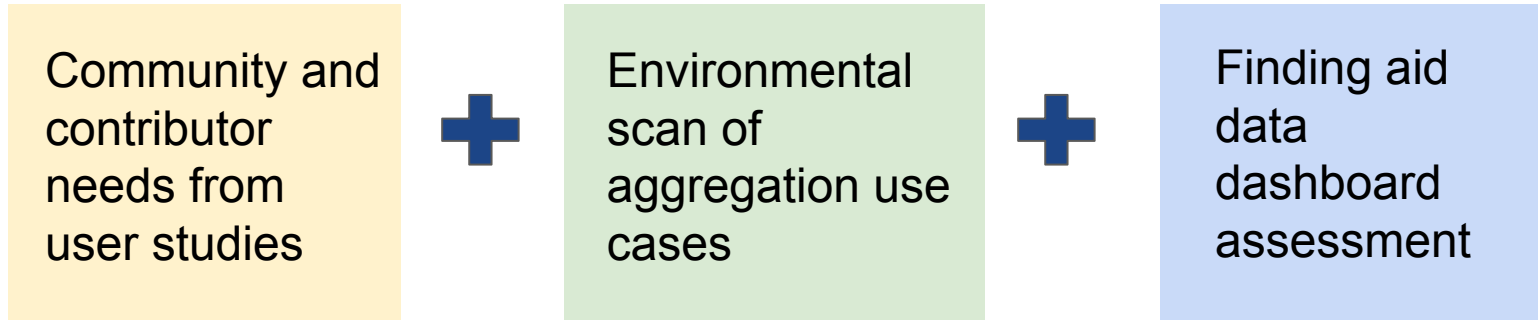 Community and
contributor
needs from
user studies
Environmental
scan of
aggregation use
cases
Finding aid
data
dashboard
assessment